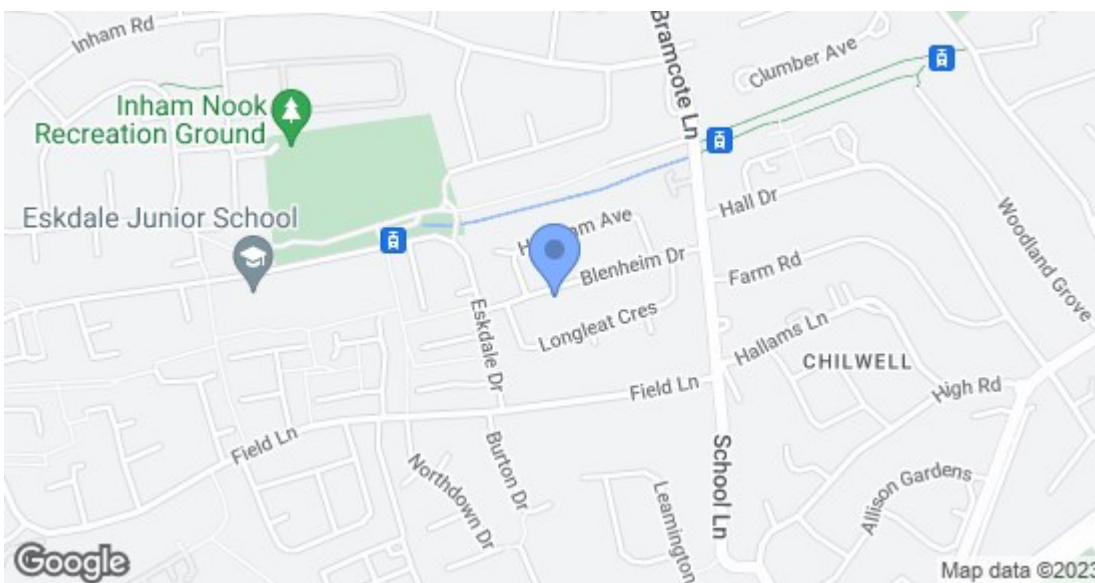 Inham Rd
Bramcote Ln
Clumber Ave
Inham Nook
Recreation Ground
Eskdale Junior School
Hall Dr
Woodland Grove
Ave
Blenheim Dr
Farm Rd
Longleat Cres
Eskdale Dr
Hallams Ln
CHILWELL
Field Ln
High Rd
Field Ln
Burton Dr
School Ln
Northdown Dr
Leamington
Allison Gardens
Google
Map data ©2023